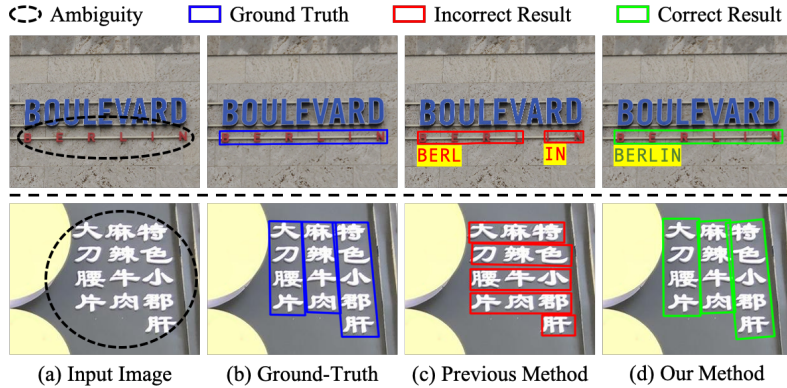 Ambiguity
Ground Truth
Incorrect Result
Correct Result
BOULEVARD
BERLIN
BOULEVARD
BERLIN
BOULEVARD
BERLIN
BERL
IN
BOULEVARD
BERLIN
BERLIN
特色小郡肝
麻辣牛肉
大刀腰片
特色小郡肝
麻辣牛肉
大刀腰片
特色小郡肝
麻辣牛肉
大刀腰片
特色小郡肝
麻辣牛肉
大刀腰片
(a) Input Image
(b) Ground-Truth
(c) Previous Method
(d) Our Method